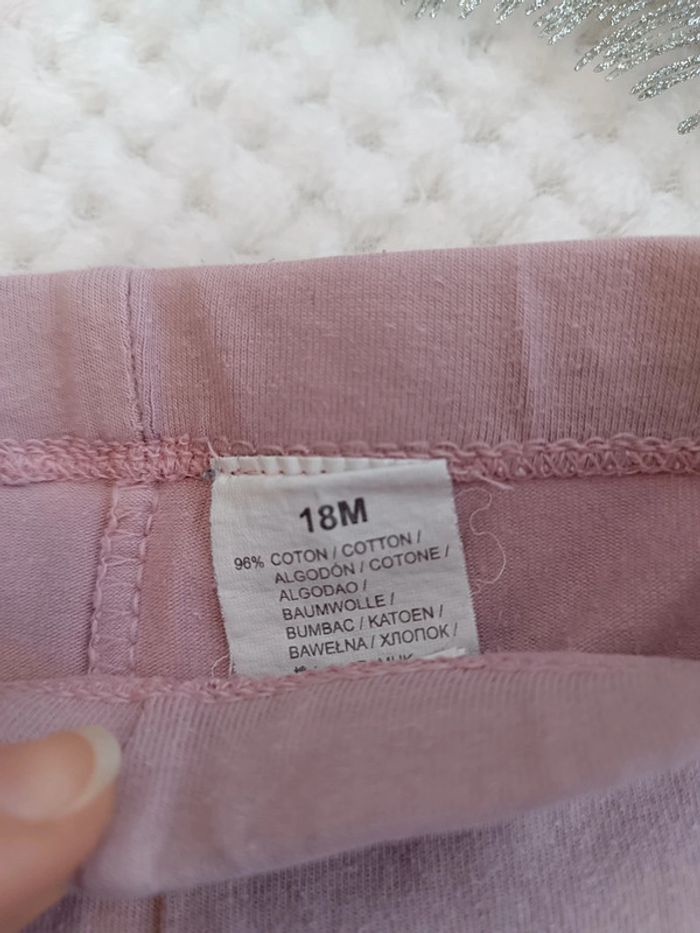 18M
96% COTON / COTTON /
ALGODÓN / COTONE /
ALGODAO /
BAUMWOLLE /
BUMBAC / KATOEN /
BAWEŁNA / ХЛОПОК /